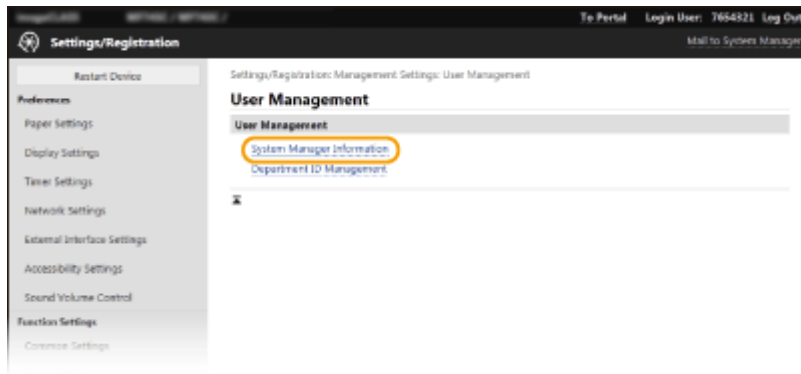 To Portal Login User: 7654321 Log Out
Settings/Registration
Mail to System Manager
Restart Device
Settings/Registration: Management Settings: User Management
Preferences
User Management
Paper Settings
User Management
System Manager Information
Display Settings
Department ID Management
Timer Settings
Network Settings
External Interface Settings
Accessibility Settings
Sound Volume Control
Function Settings
Common Settings